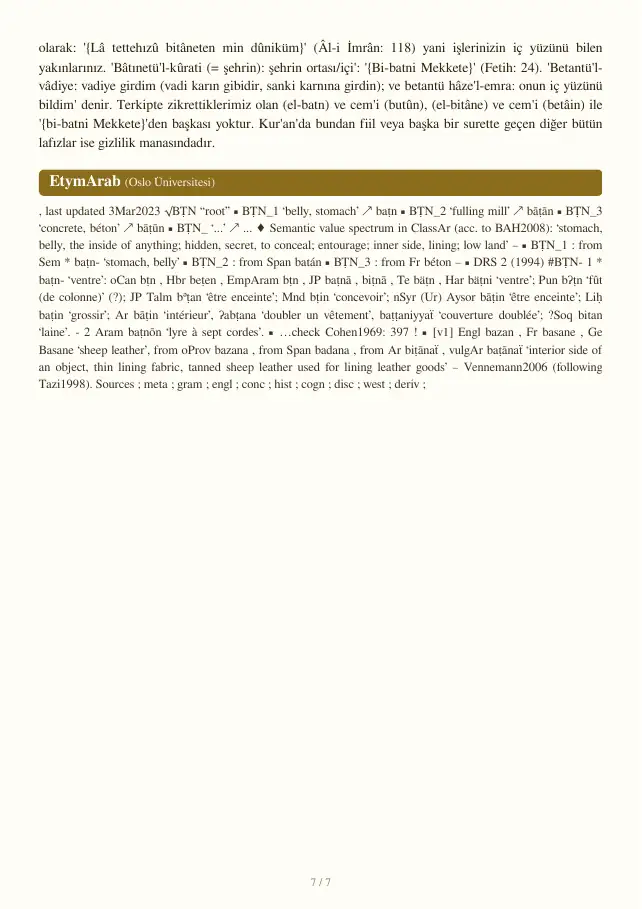 olarak: '{Lâ tettehızû bitâneten min dûniküm}' (Âl-i İmrân: 118) yani işlerinizin iç yüzünü bilen
yakınlarınız. 'Bâtınetü'l-kûrati (= şehrin): şehrin ortası/içi': '{Bi-batni Mekkete}' (Fetih: 24). 'Betantü'l-
vâdiye: vadiye girdim (vadi karın gibidir, sanki karnına girdin); ve betantü hâze'l-emra: onun iç yüzünü
bildim' denir. Terkipte zikrettiklerimiz olan (el-batn) ve cem'i (butûn), (el-bitâne) ve cem'i (betâin) ile
'{bi-batni Mekkete}'den başkası yoktur. Kur'an'da bundan fiil veya başka bir surette geçen diğer bütün
lafızlar ise gizlilik manasındadır.
EtymArab (Oslo Üniversitesi)
, last updated 3Mar2023 √BṬN “root” ▪ BṬN_1 ‘belly, stomach’ ↗ baṭn ▪ BṬN_2 ‘fulling mill’ ↗ bāṭān ▪ BṬN_3
‘concrete, béton’ ↗ bāṭūn ▪ BṬN_ ‘...’ ↗ ... ♦ Semantic value spectrum in ClassAr (acc. to BAH2008): ‘stomach,
belly, the inside of anything; hidden, secret, to conceal; entourage; inner side, lining; low land’ – ▪ BṬN_1 : from
Sem * baṭn- ‘stomach, belly’ ▪ BṬN_2 : from Span batán ▪ BṬN_3 : from Fr béton – ▪ DRS 2 (1994) #BṬN- 1 *
baṭn- ‘ventre’: oCan bṭn , Hbr beṭen , EmpAram bṭn , JP baṭnā , biṭnā , Te bäṭn , Har bäṭni ‘ventre’; Pun bʔṭn ‘fût
(de colonne)’ (?); JP Talm bᵊṭan ‘être enceinte’; Mnd bṭin ‘concevoir’; nSyr (Ur) Aysor bāṭin ‘être enceinte’; Liḥ
baṭin ‘grossir’; Ar bāṭin ‘intérieur’, ʔabṭana ‘doubler un vêtement’, baṭṭaniyyaẗ ‘couverture doublée’; ?Soq bitan
‘laine’. - 2 Aram baṭnōn ‘lyre à sept cordes’. ▪ …check Cohen1969: 397 ! ▪ [v1] Engl bazan , Fr basane , Ge
Basane ‘sheep leather’, from oProv bazana , from Span badana , from Ar biṭānaẗ , vulgAr baṭānaẗ ‘interior side of
an object, thin lining fabric, tanned sheep leather used for lining leather goods’ – Vennemann2006 (following
Tazi1998). Sources ; meta ; gram ; engl ; conc ; hist ; cogn ; disc ; west ; deriv ;
7 / 7